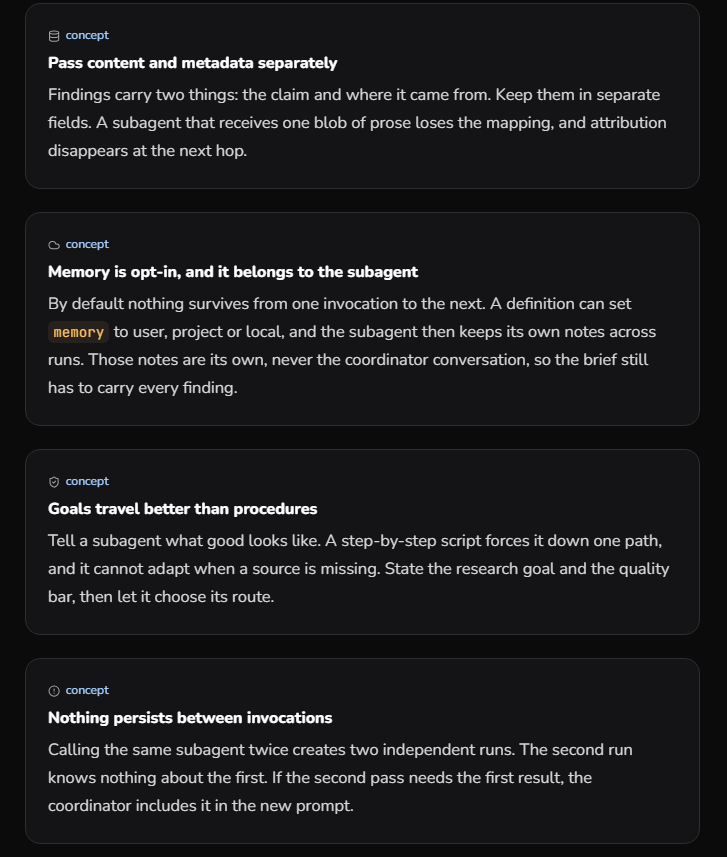 concept
Pass content and metadata separately
Findings carry two things: the claim and where it came from. Keep them in separate
fields. A subagent that receives one blob of prose loses the mapping, and attribution
disappears at the next hop.
concept
Memory is opt-in, and it belongs to the subagent
By default nothing survives from one invocation to the next. A definition can set
memory to user, project or local, and the subagent then keeps its own notes across
runs. Those notes are its own, never the coordinator conversation, so the brief still
has to carry every finding.
concept
Goals travel better than procedures
Tell a subagent what good looks like. A step-by-step script forces it down one path,
and it cannot adapt when a source is missing. State the research goal and the quality
bar, then let it choose its route.
concept
Nothing persists between invocations
Calling the same subagent twice creates two independent runs. The second run
knows nothing about the first. If the second pass needs the first result, the
coordinator includes it in the new prompt.